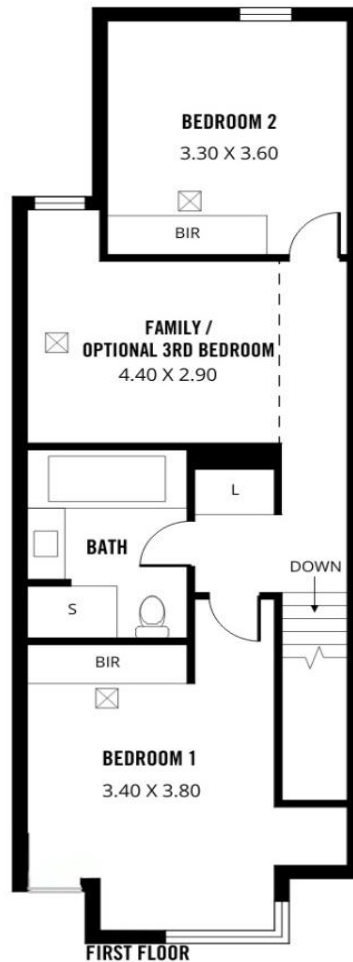 BEDROOM 2
3.30 X 3.60
BIR
FAMILY /
OPTIONAL 3RD BEDROOM
4.40 X 2.90
L
BATH
DOWN
S
BIR
BEDROOM 1
3.40 X 3.80
FIRST FLOOR